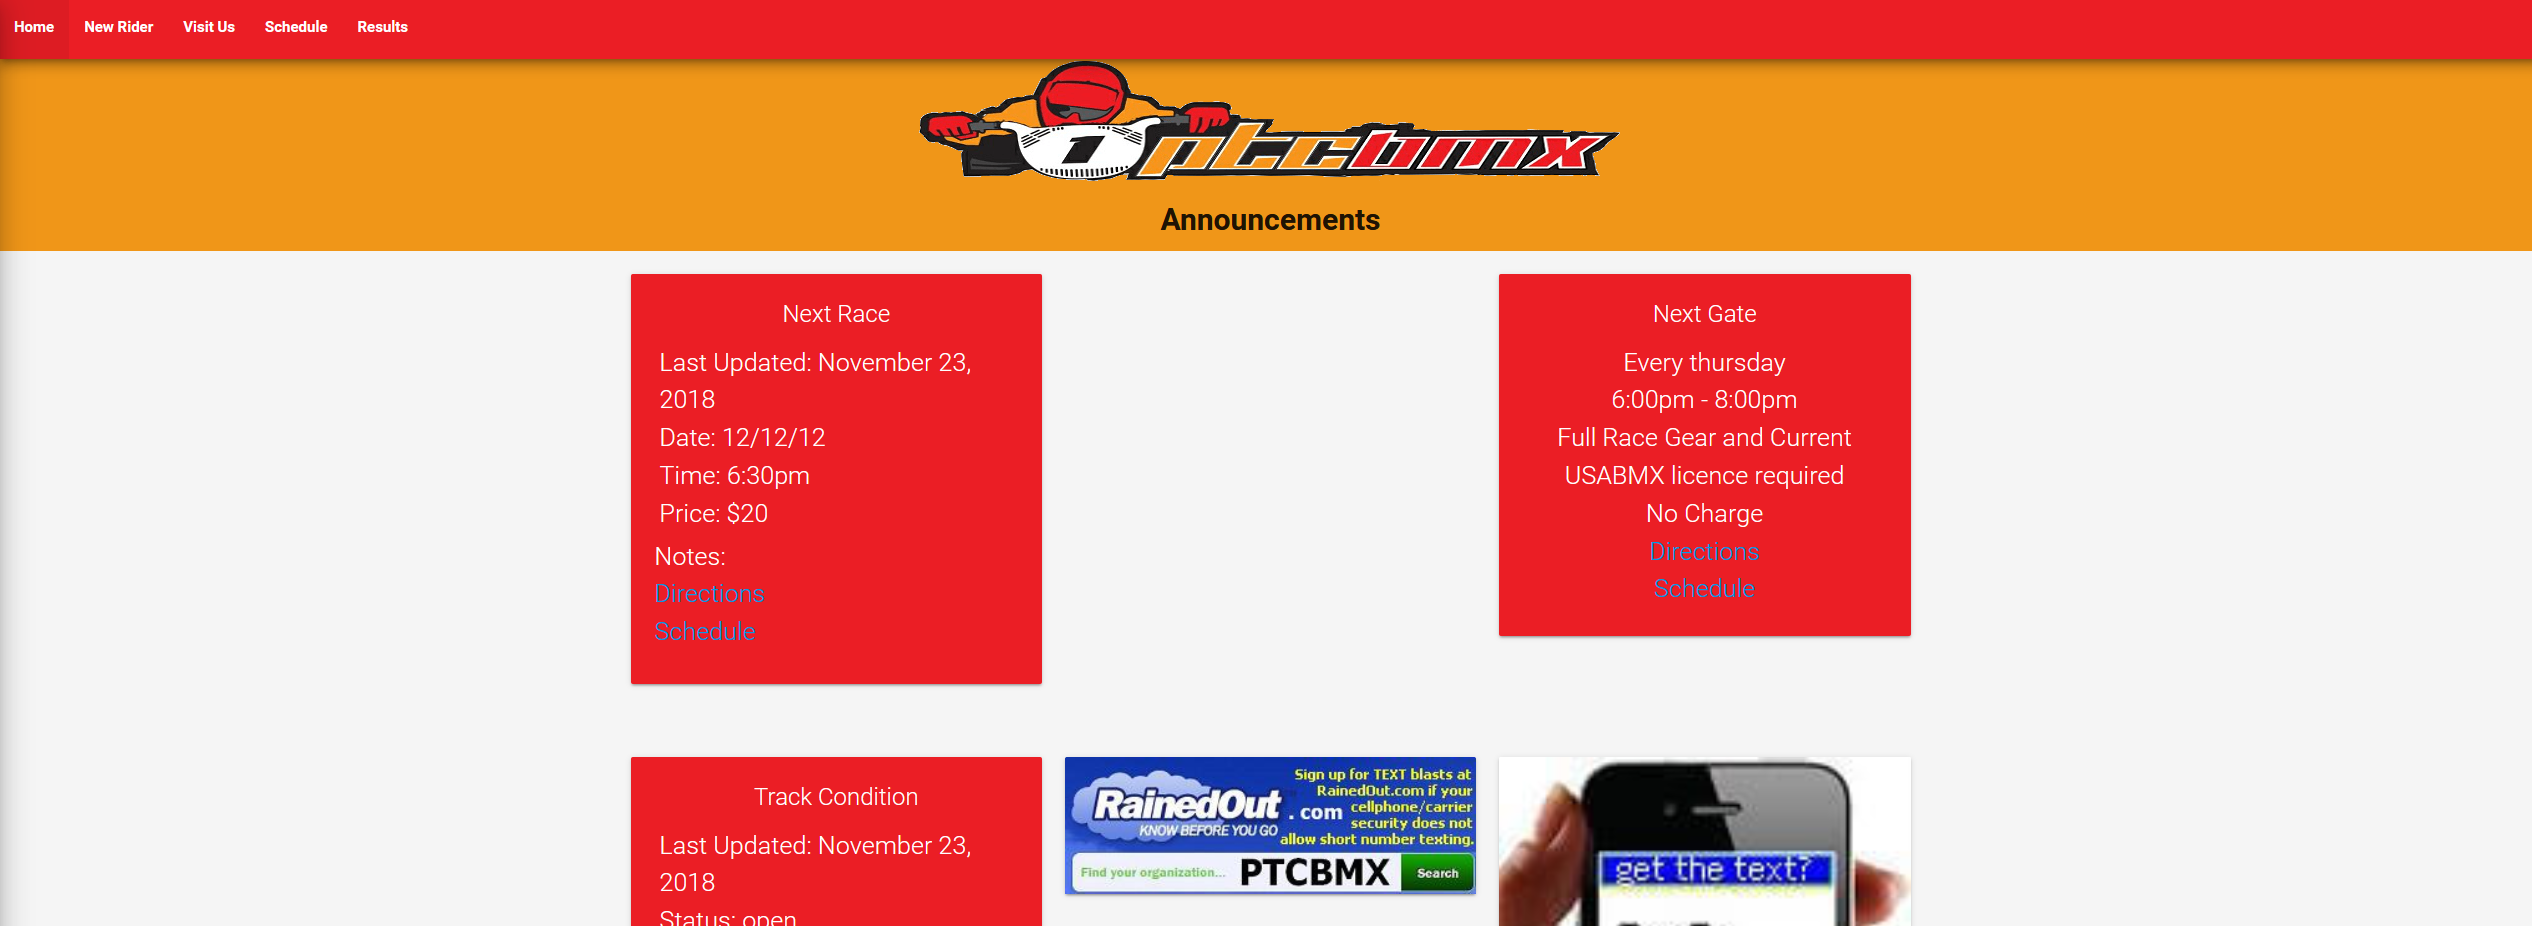 Home New Rider Visit Us Schedule Results
1 ptcbmx
Announcements
Next Race
Last Updated: November 23,
2018
Date: 12/12/12
Time: 6:30pm
Price: $20
Notes:
Directions
Schedule
Next Gate
Every thursday
6:00pm - 8:00pm
Full Race Gear and Current
USABMX licence required
No Charge
Directions
Schedule
Track Condition
Last Updated: November 23,
2018
Status: open
RainedOut.com
KNOW BEFORE YOU GO
Sign up for TEXT blasts at
RainedOut.com if your
cellphone/carrier
security does not
allow short number texting.
Find your organization... PTCBMX Search
get the text?